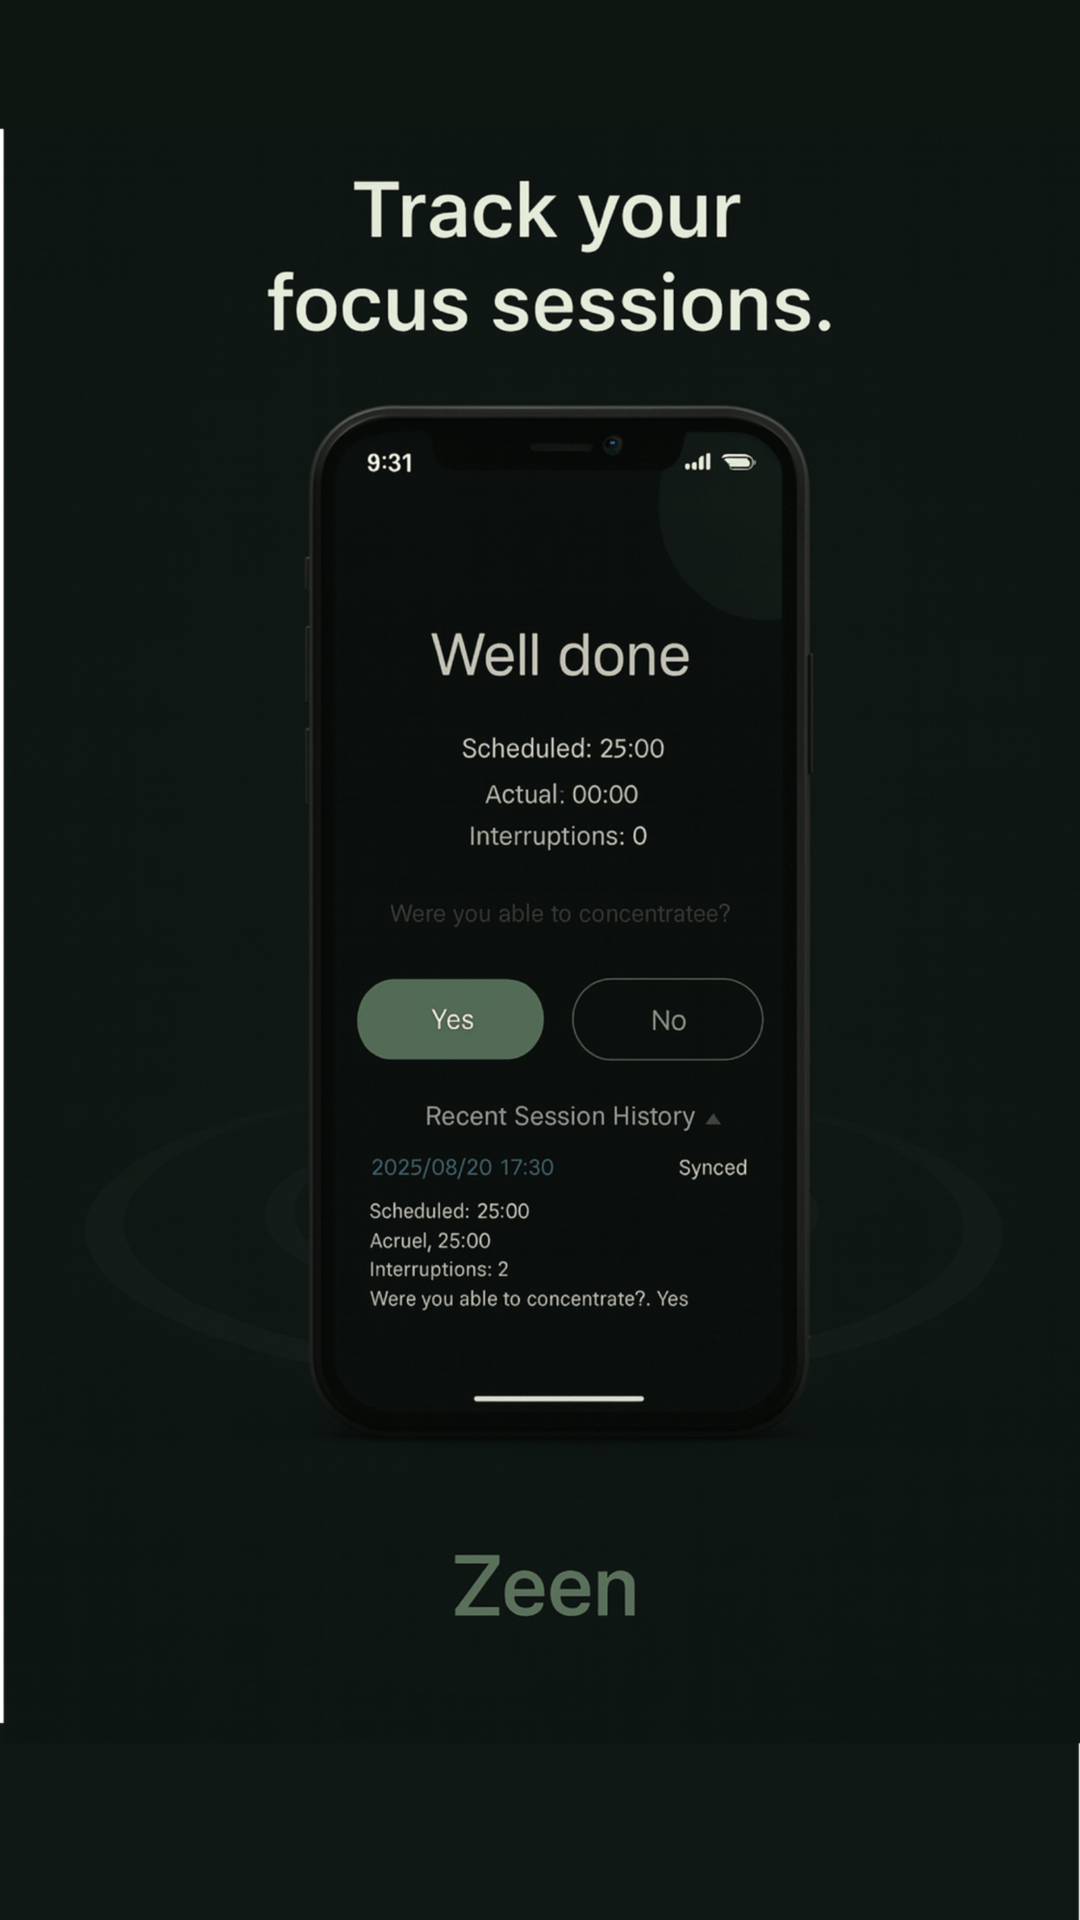 Track your
focus sessions.
9:31
Well done
Scheduled: 25:00
Actual: 00:00
Interruptions: 0
Were you able to concentratee?
Yes
No
Recent Session History
2025/08/20 17:30
Synced
Scheduled: 25:00
Acruel, 25:00
Interruptions: 2
Were you able to concentrate?. Yes
Zeen